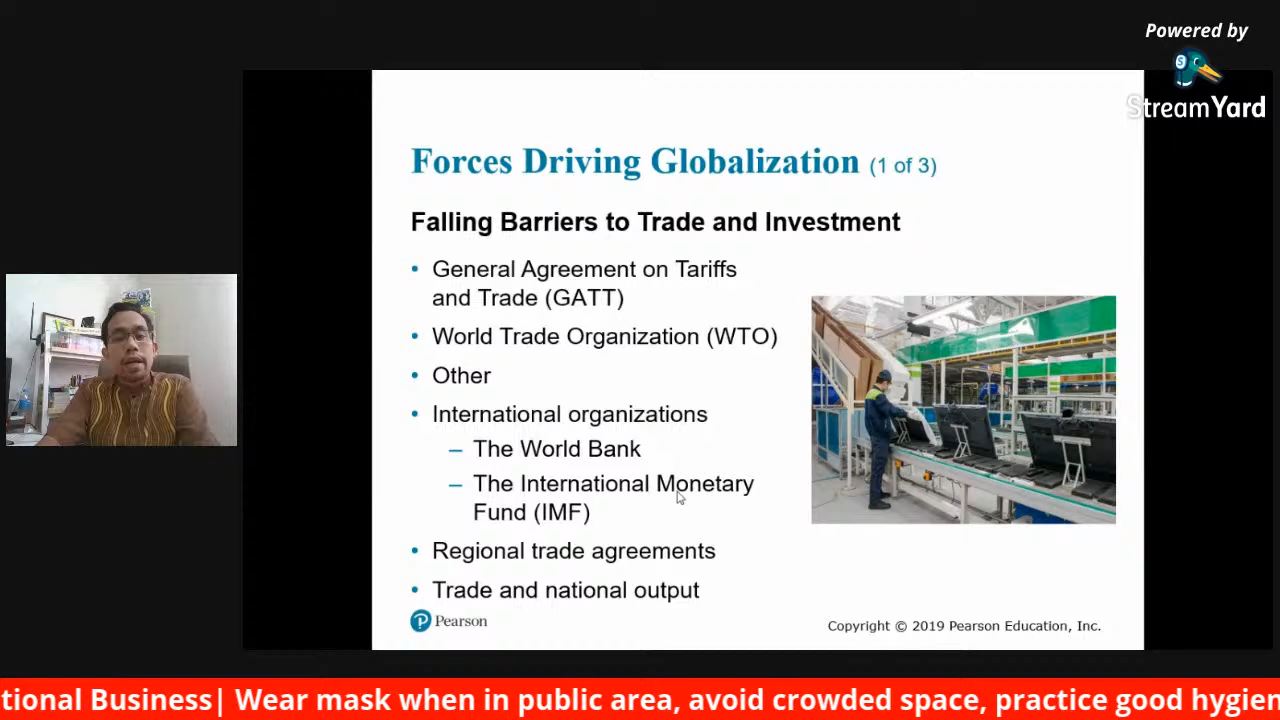 Powered by
StreamYard
Forces Driving Globalization (1 of 3)
Falling Barriers to Trade and Investment
• General Agreement on Tariffs
and Trade (GATT)
• World Trade Organization (WTO)
• Other
• International organizations
– The World Bank
– The International Monetary
Fund (IMF)
• Regional trade agreements
• Trade and national output
Pearson
Copyright © 2019 Pearson Education, Inc.
tional Business| Wear mask when in public area, avoid crowded space, practice good hygien